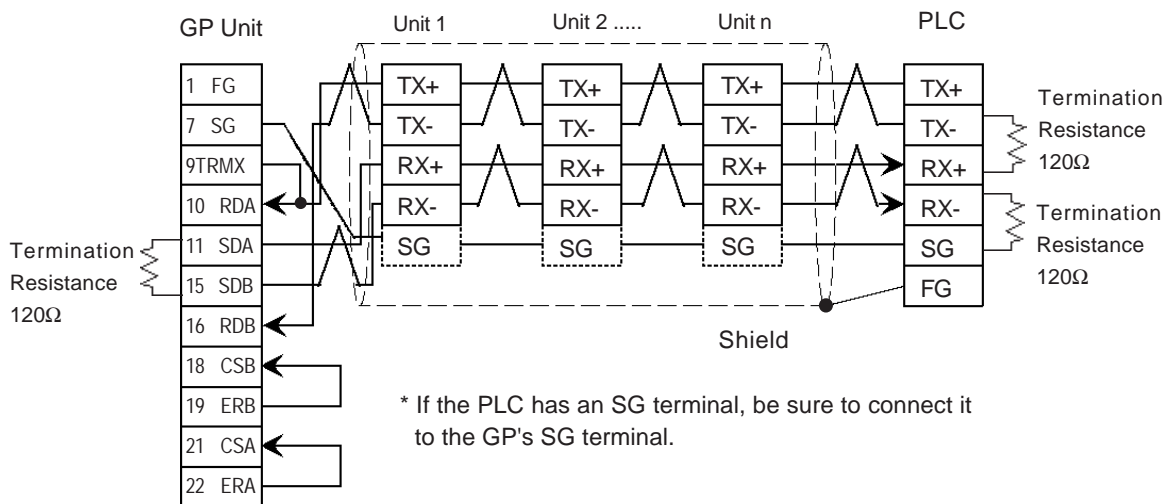 GP Unit
Unit 1
Unit 2 .....
Unit n
PLC
1 FG
7 SG
9TRMX
10 RDA
11 SDA
15 SDB
16 RDB
18 CSB
19 ERB
21 CSA
22 ERA
Termination
Resistance
120Ω
TX+
TX-
RX+
RX-
SG
TX+
TX-
RX+
RX-
SG
TX+
TX-
RX+
RX-
SG
TX+
TX-
RX+
RX-
SG
FG
Termination
Resistance
120Ω
Termination
Resistance
120Ω
Shield
* If the PLC has an SG terminal, be sure to connect it
to the GP's SG terminal.